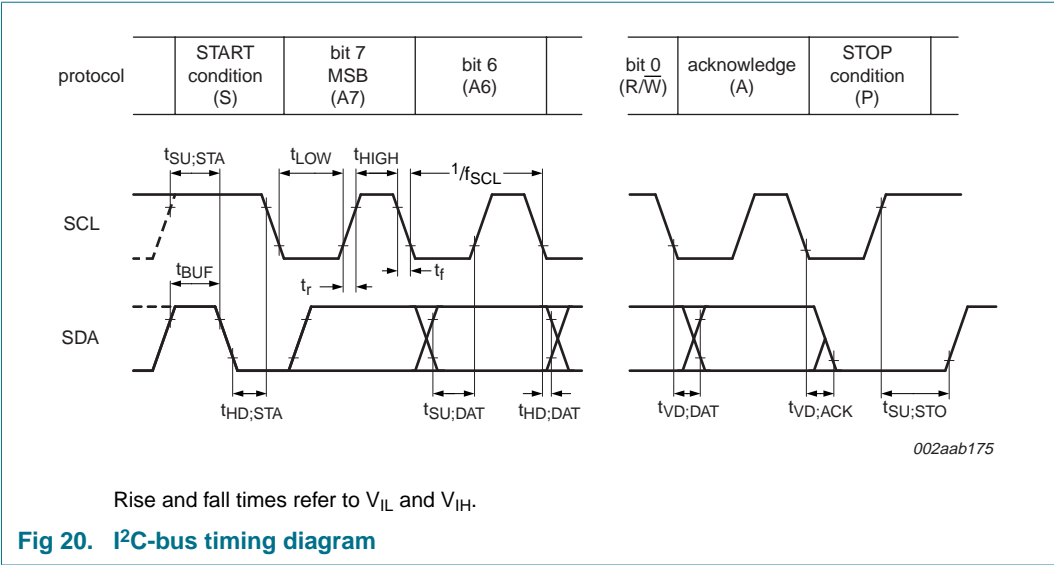 protocol
START
condition
(S)
bit 7
MSB
(A7)
bit 6
(A6)
bit 0
(R/W̅)
acknowledge
(A)
STOP
condition
(P)
tSU;STA
tLOW
tHIGH
1/fSCL
SCL
tBUF
tr
tf
SDA
tHD;STA
tSU;DAT
tHD;DAT
tVD;DAT
tVD;ACK
tSU;STO
002aab175
Rise and fall times refer to VIL and VIH.
Fig 20. I²C-bus timing diagram